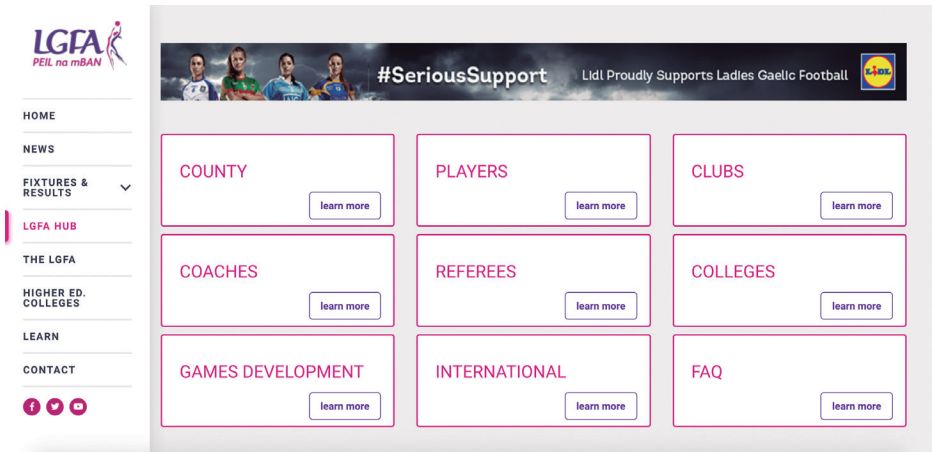 LGFA
PEIL na mBAN
HOME
NEWS
FIXTURES &
RESULTS
LGFA HUB
THE LGFA
HIGHER ED.
COLLEGES
LEARN
CONTACT
#SeriousSupport Lidl Proudly Supports Ladies Gaelic Football LIDL
COUNTY
learn more
PLAYERS
learn more
CLUBS
learn more
COACHES
learn more
REFEREES
learn more
COLLEGES
learn more
GAMES DEVELOPMENT
learn more
INTERNATIONAL
learn more
FAQ
learn more